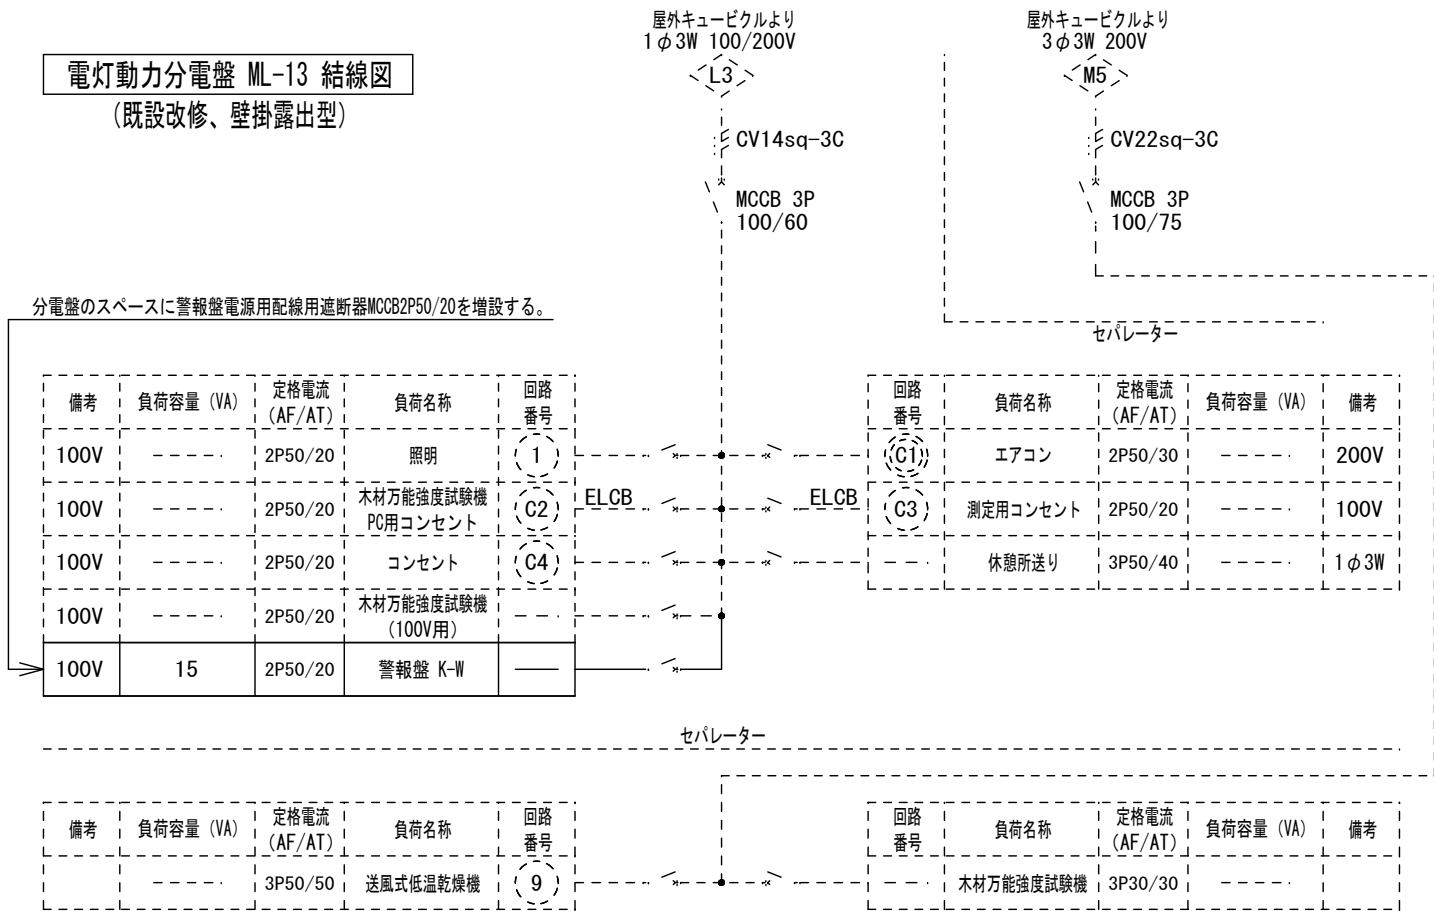 屋外キュービクルより
1φ3W 100/200V
L3
屋外キュービクルより
3φ3W 200V
M5
電灯動力分電盤 ML-13 結線図
(既設改修、壁掛露出型)
CV14sq-3C
CV22sq-3C
MCCB 3P
100/60
MCCB 3P
100/75
分電盤のスペースに警報盤電源用配線用遮断器MCCB2P50/20を増設する。
セパレーター
備考 負荷容量 (VA) 定格電流 (AF/AT) 負荷名称 回路番号
100V ----- 2P50/20 照明 1
100V ----- 2P50/20 木材万能強度試験機 PC用コンセント C2 ELCB
100V ----- 2P50/20 コンセント C4
100V ----- 2P50/20 木材万能強度試験機 (100V用) ---
100V 15 2P50/20 警報盤 K-W ―
回路番号 負荷名称 定格電流 (AF/AT) 負荷容量 (VA) 備考
C1 エアコン 2P50/30 ----- 200V
ELCB C3 測定用コンセント 2P50/20 ----- 100V
--- 休憩所送り 3P50/40 ----- 1φ3W
セパレーター
備考 負荷容量 (VA) 定格電流 (AF/AT) 負荷名称 回路番号
----- 3P50/50 送風式低温乾燥機 9
回路番号 負荷名称 定格電流 (AF/AT) 負荷容量 (VA) 備考
--- 木材万能強度試験機 3P30/30 -----